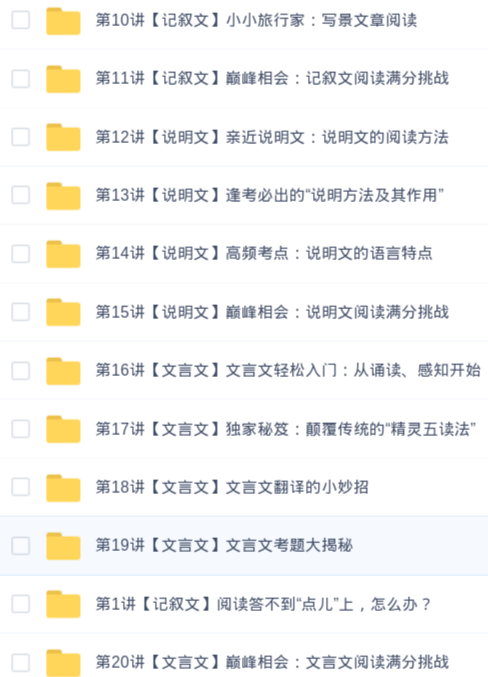 第10讲【记叙文】小小旅行家：写景文章阅读
第11讲【记叙文】巅峰相会：记叙文阅读满分挑战
第12讲【说明文】亲近说明文：说明文的阅读方法
第13讲【说明文】逢考必出的“说明方法及其作用”
第14讲【说明文】高频考点：说明文的语言特点
第15讲【说明文】巅峰相会：说明文阅读满分挑战
第16讲【文言文】文言文轻松入门：从诵读、感知开始
第17讲【文言文】独家秘笈：颠覆传统的“精灵五读法”
第18讲【文言文】文言文翻译的小妙招
第19讲【文言文】文言文考题大揭秘
第1讲【记叙文】阅读答不到“点儿”上，怎么办？
第20讲【文言文】巅峰相会：文言文阅读满分挑战